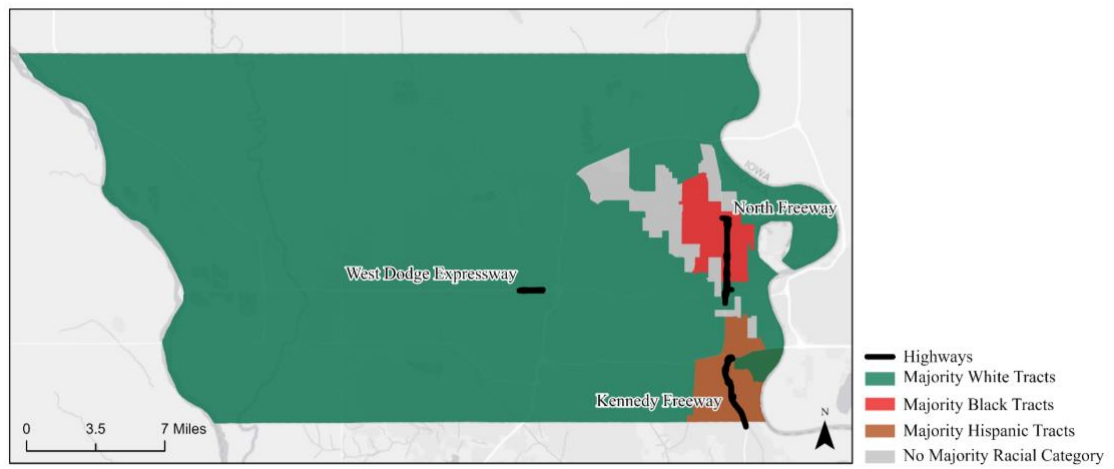 IOWA
North Freeway
West Dodge Expressway
Kennedy Freeway
0 3.5 7 Miles
N
Highways
Majority White Tracts
Majority Black Tracts
Majority Hispanic Tracts
No Majority Racial Category